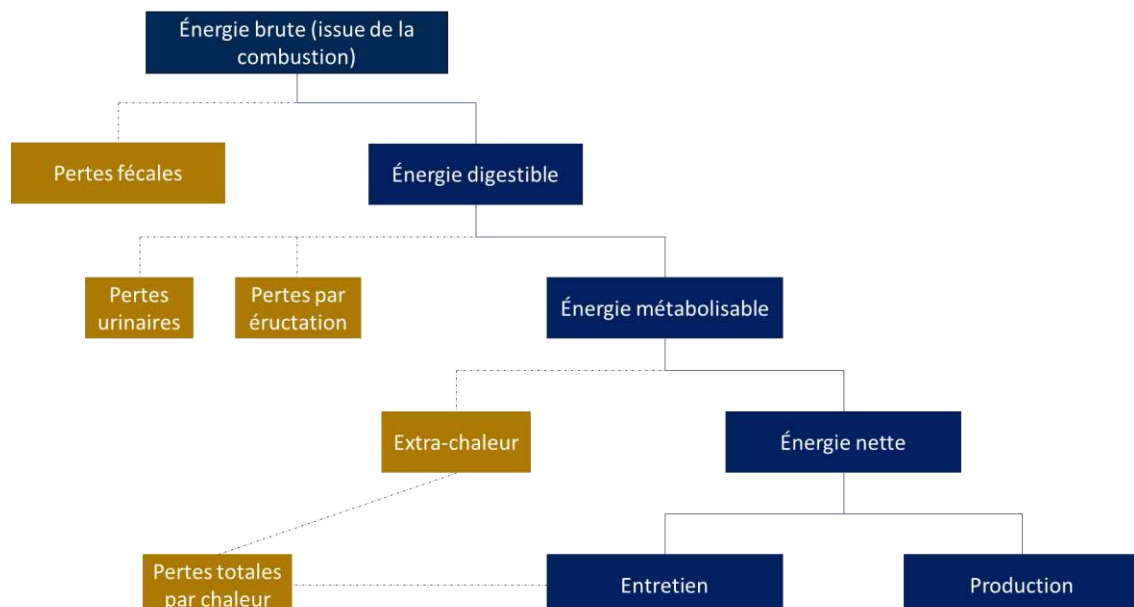 Énergie brute (issue de la
combustion)
Pertes fécales
Énergie digestible
Pertes
urinaires
Pertes par
éructation
Énergie métabolisable
Extra-chaleur
Énergie nette
Pertes totales
par chaleur
Entretien
Production